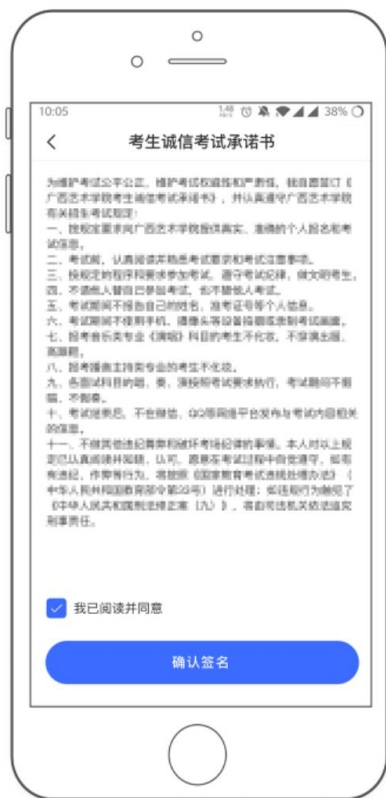 10:05
38%
考生诚信考试承诺书
为维护考试公平公正、维护考试权威性和严肃性，我自愿签订《
广西艺术学院考生诚信考试承诺书》，并认真遵守广西艺术学院
有关招生考试规定：
一、按规定要求向广西艺术学院提供真实、准确的个人报名和考
试信息。
二、考试前，认真阅读并熟悉考试要求和考试注意事项。
三、按规定的程序和要求参加考试，遵守考试纪律，做文明考生。
四、不请他人替自己参加考试，也不替他人考试。
五、考试期间不报告自己的姓名、准考证号等个人信息。
六、考试期间不使用手机、摄像头等设备拍摄或录制考试画面。
七、报考音乐类专业《演唱》科目的考生不化妆，不穿演出服、
高跟鞋。
八、报考播音主持类专业的考生不化妆。
九、各面试科目的唱、奏、演按照考试要求执行，考试期间不假
唱、不假奏。
十、考试结束后，不在微信、QQ等网络平台发布与考试内容相关
的信息。
十一、不做其他违纪舞弊和破坏考场纪律的事情。本人对以上规
定已认真阅读并知晓、认可，愿意在考试过程中自觉遵守，如有
有违纪、作弊等行为，将按照《国家教育考试违规处理办法》（
中华人民共和国教育部令第33号）进行处理；如违规行为触犯了
《中华人民共和国刑法修正案（九）》，将由司法机关依法追究
刑事责任。
我已阅读并同意
确认签名